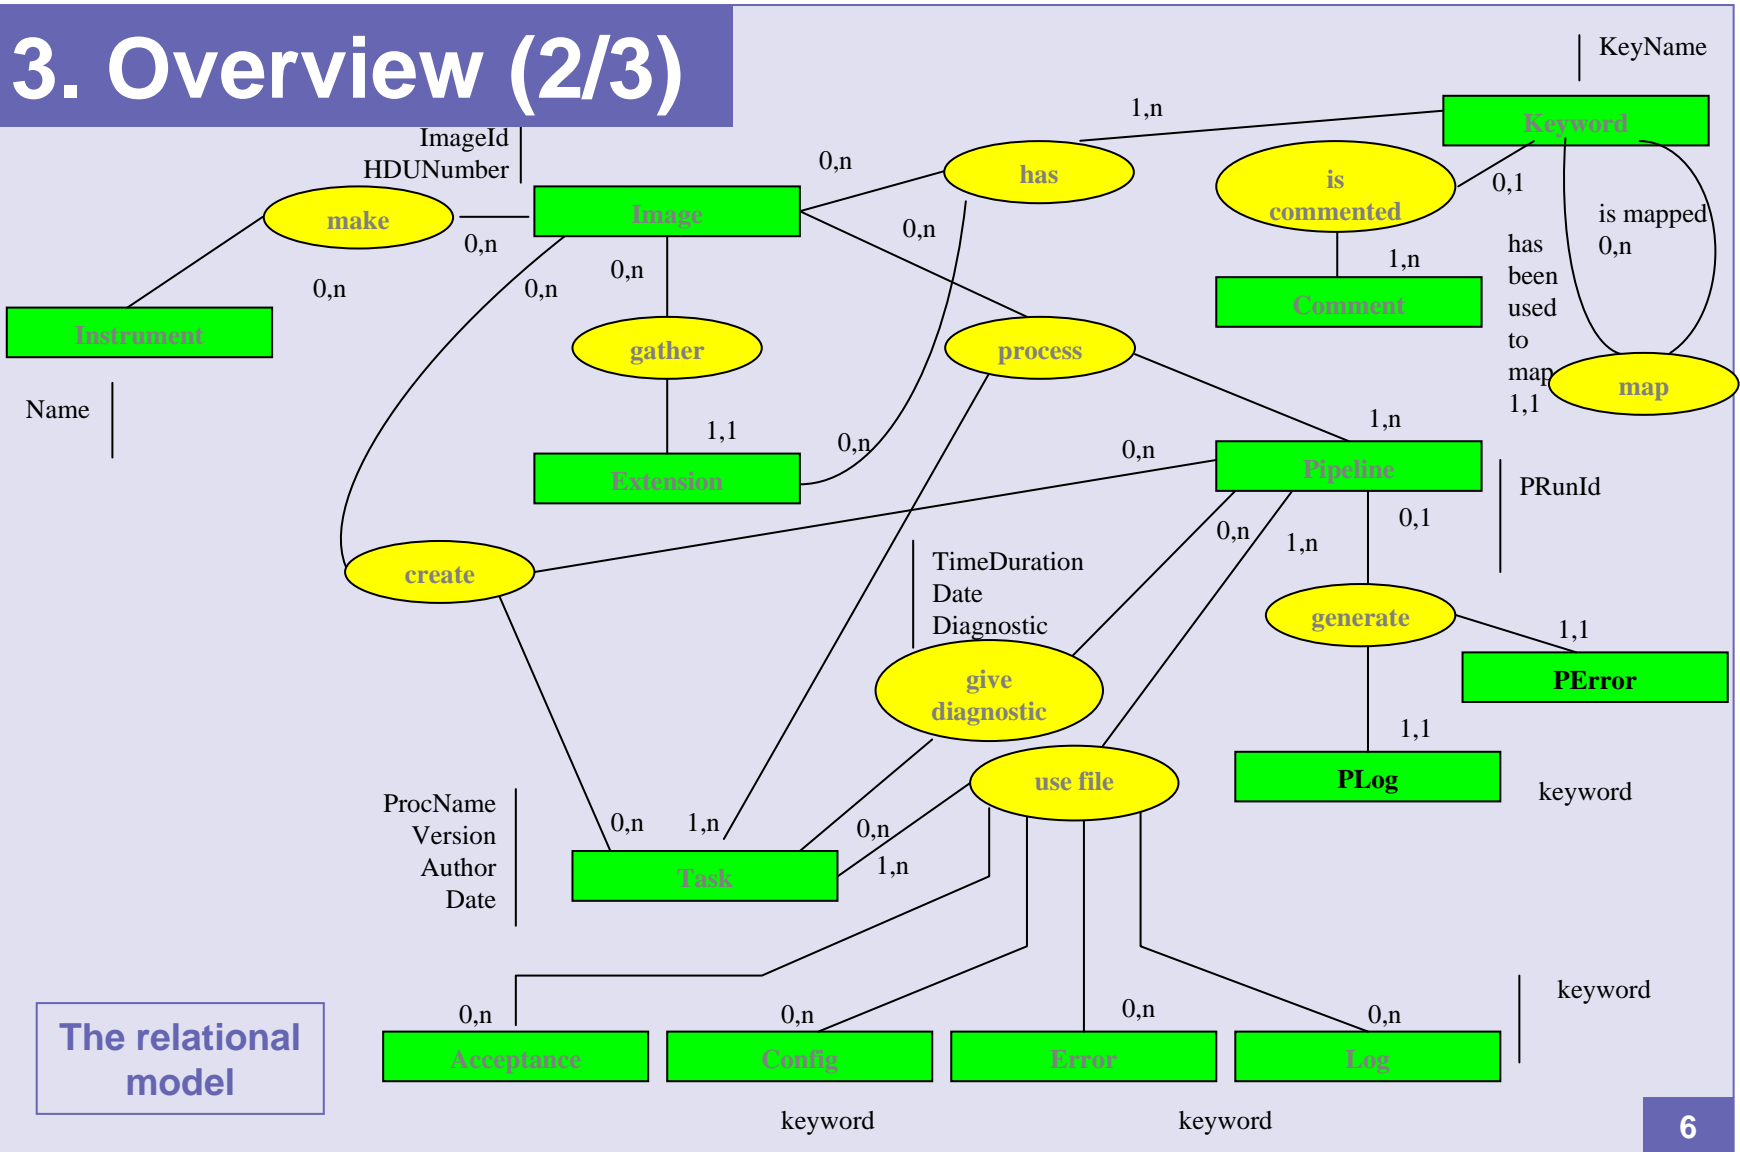 3. Overview (2/3)
KeyName
1,n
Keyword
ImageId
HDUNumber
0,n
has
is
commented
0,1
make
0,n
Image
0,n
is mapped
0,n
has
been
used
to
map
1,1
0,n
0,n
0,n
1,n
Instrument
Comment
gather
process
map
Name
1,1
0,n
1,n
0,n
Extension
Pipeline
PRunId
0,n
1,n
0,1
create
TimeDuration
Date
Diagnostic
generate
1,1
give
diagnostic
PError
1,1
use file
PLog
keyword
ProcName
Version
Author
Date
0,n
1,n
0,n
1,n
Task
keyword
0,n
0,n
0,n
0,n
The relational
model
Acceptance
Config
Error
Log
keyword
keyword
6